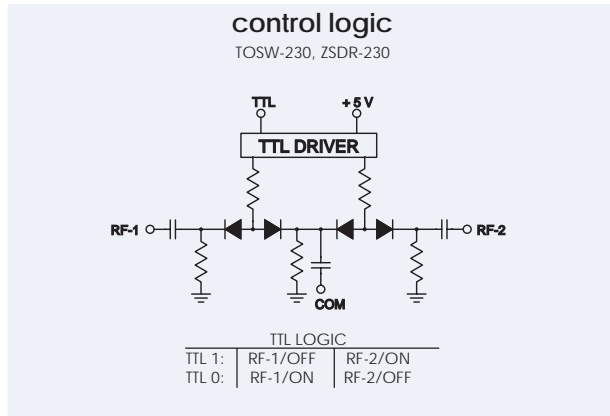 control logic
TOSW-230, ZSDR-230
TTL +5 V
TTL DRIVER
RF-1 RF-2
COM
TTL LOGIC
TTL 1: RF-1/OFF RF-2/ON
TTL 0: RF-1/ON RF-2/OFF